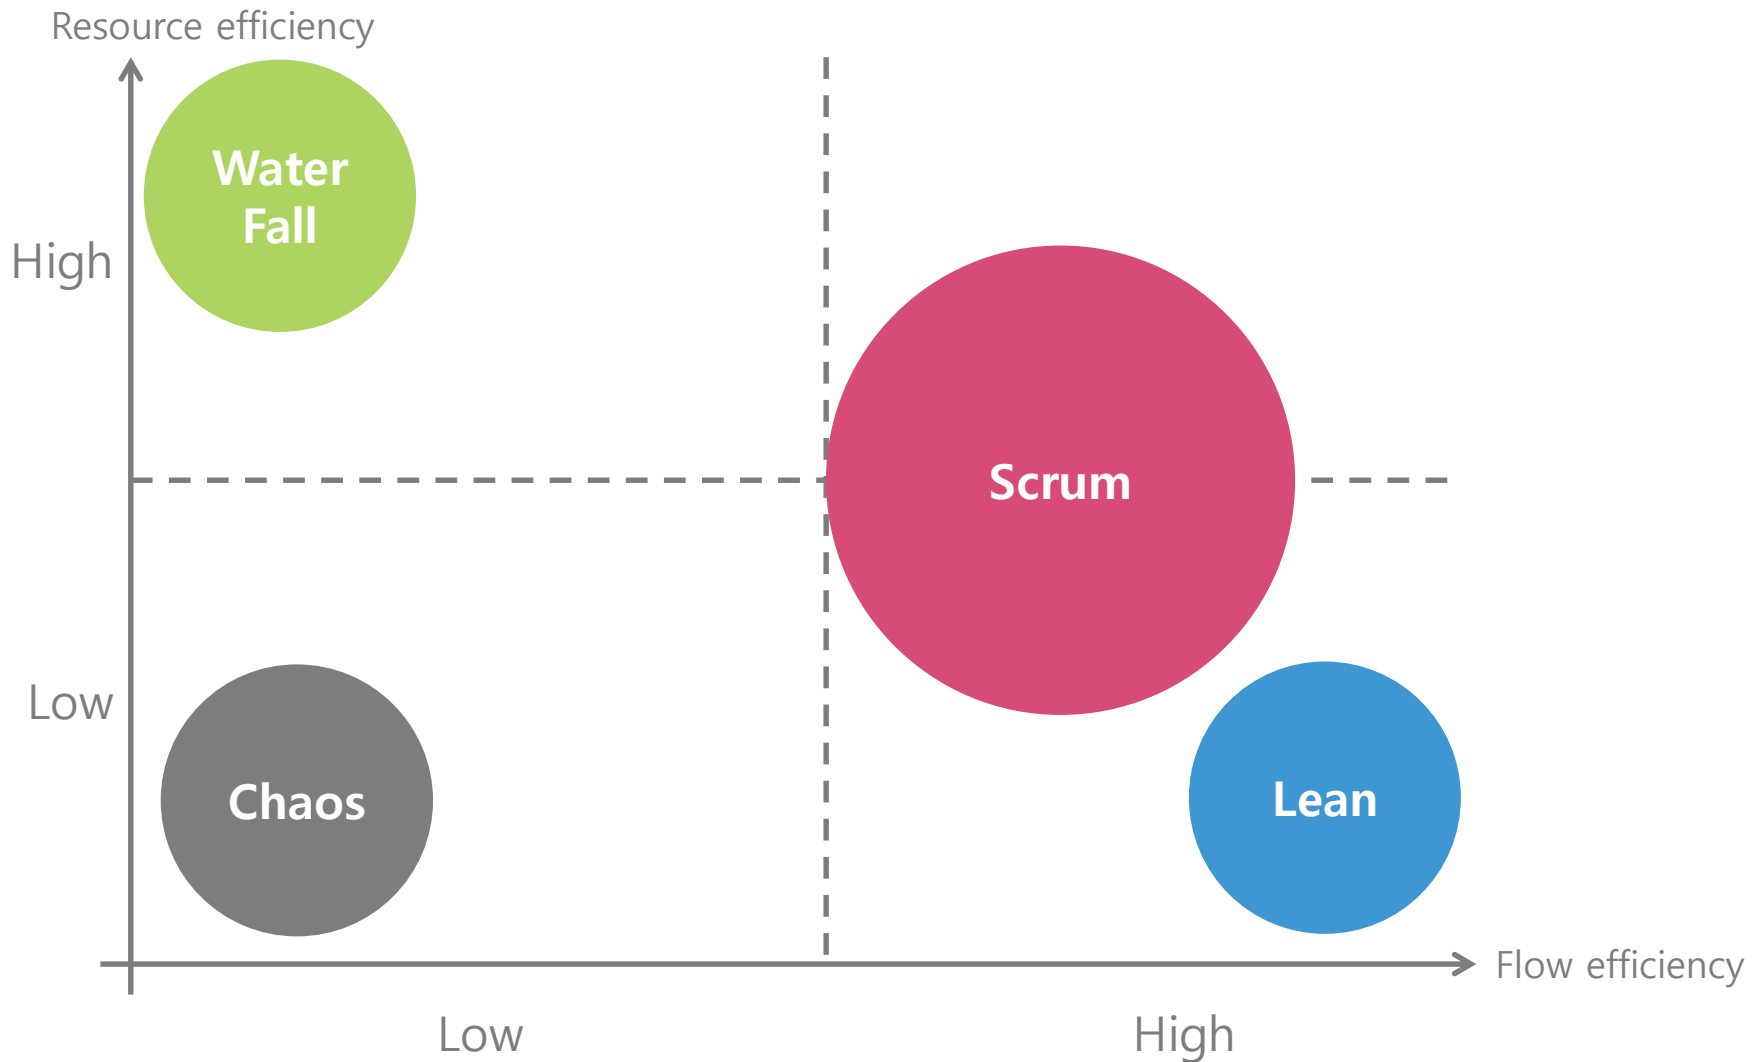 Resource efficiency
Water
Fall
High
Scrum
Low
Chaos
Lean
Flow efficiency
Low
High